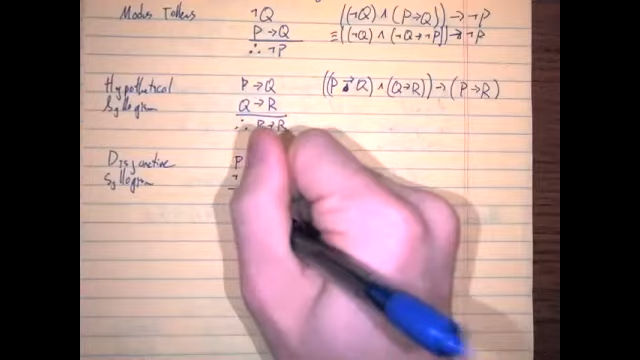 Modus Tollens ¬Q ((¬Q) ∧ (P→Q)) → ¬P
P→Q ≡ ((¬Q) ∧ (¬Q→¬P)) → ¬P
∴ ¬P
Hypothetical P→Q ((P→Q) ∧ (Q→R)) → (P→R)
Syllogism Q→R
∴ P→R
Disjunctive P
Syllogism ¬